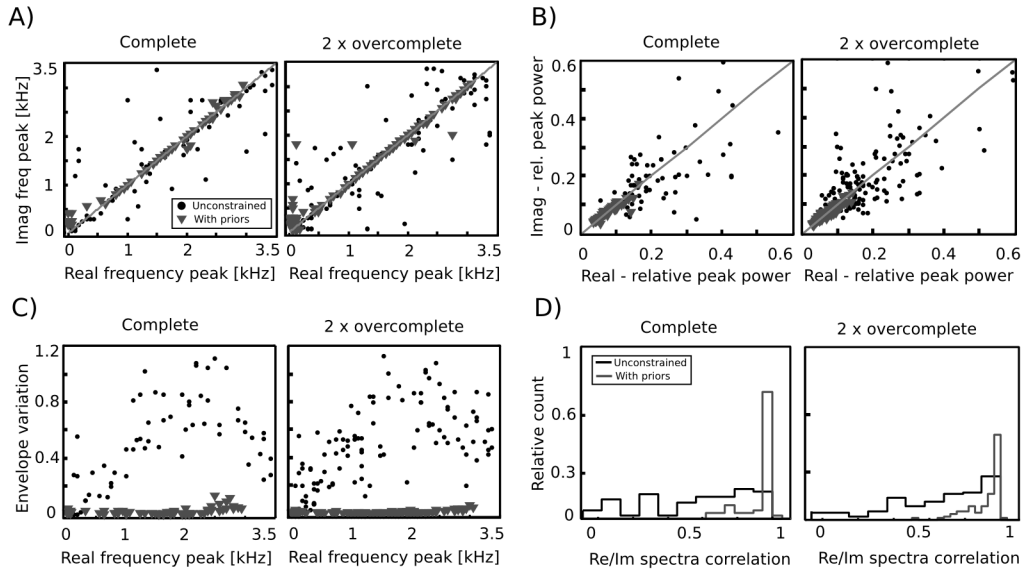 A)
Complete
2 x overcomplete
Imag freq peak [kHz]
3.5
2
1
0
0
1
2
3.5
0
1
2
3.5
Unconstrained
With priors
Real frequency peak [kHz]
Real frequency peak [kHz]
B)
Complete
2 x overcomplete
Imag - rel. peak power
0.6
0.4
0.2
0
0
0.2
0.4
0.6
0
0.2
0.4
0.6
Real - relative peak power
Real - relative peak power
C)
Complete
2 x overcomplete
Envelope variation
1.2
0.8
0.4
0
0
1
2
3.5
0
1
2
3.5
Real frequency peak [kHz]
Real frequency peak [kHz]
D)
Complete
2 x overcomplete
Relative count
1
0.6
0.3
0
Unconstrained
With priors
0
0.5
1
0
0.5
1
Re/Im spectra correlation
Re/Im spectra correlation